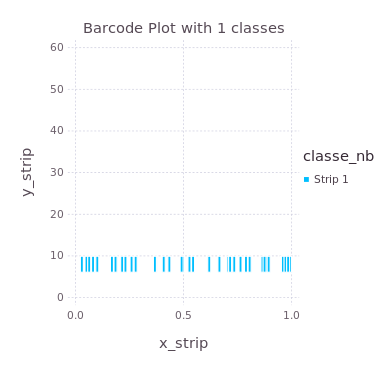 Barcode Plot with 1 classes
60
50
40
30
20
10
0
y_strip
0.0
0.5
1.0
x_strip
classe_nb
Strip 1